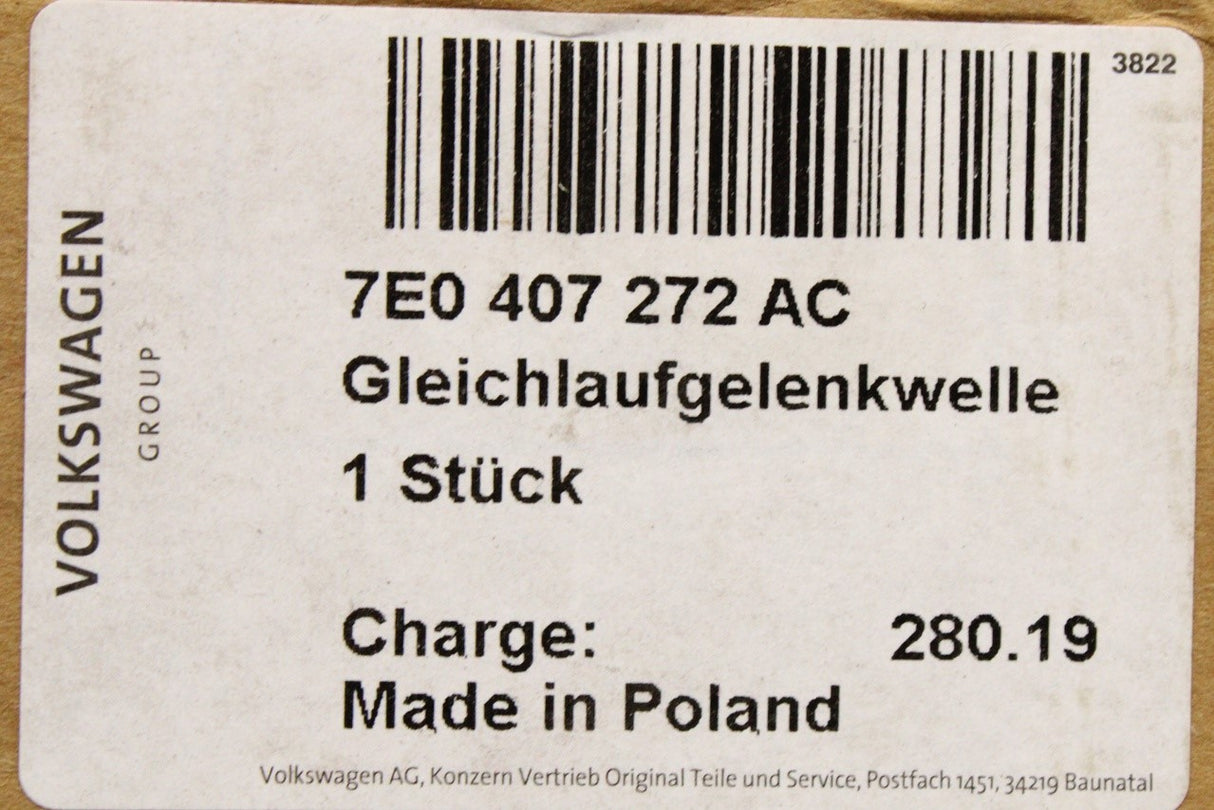 3822
VOLKSWAGEN
GROUP
7E0 407 272 AC
Gleichlaufgelenkwelle
1 Stück
Charge: 280.19
Made in Poland
Volkswagen AG, Konzern Vertrieb Original Teile und Service, Postfach 1451, 34219 Baunatal